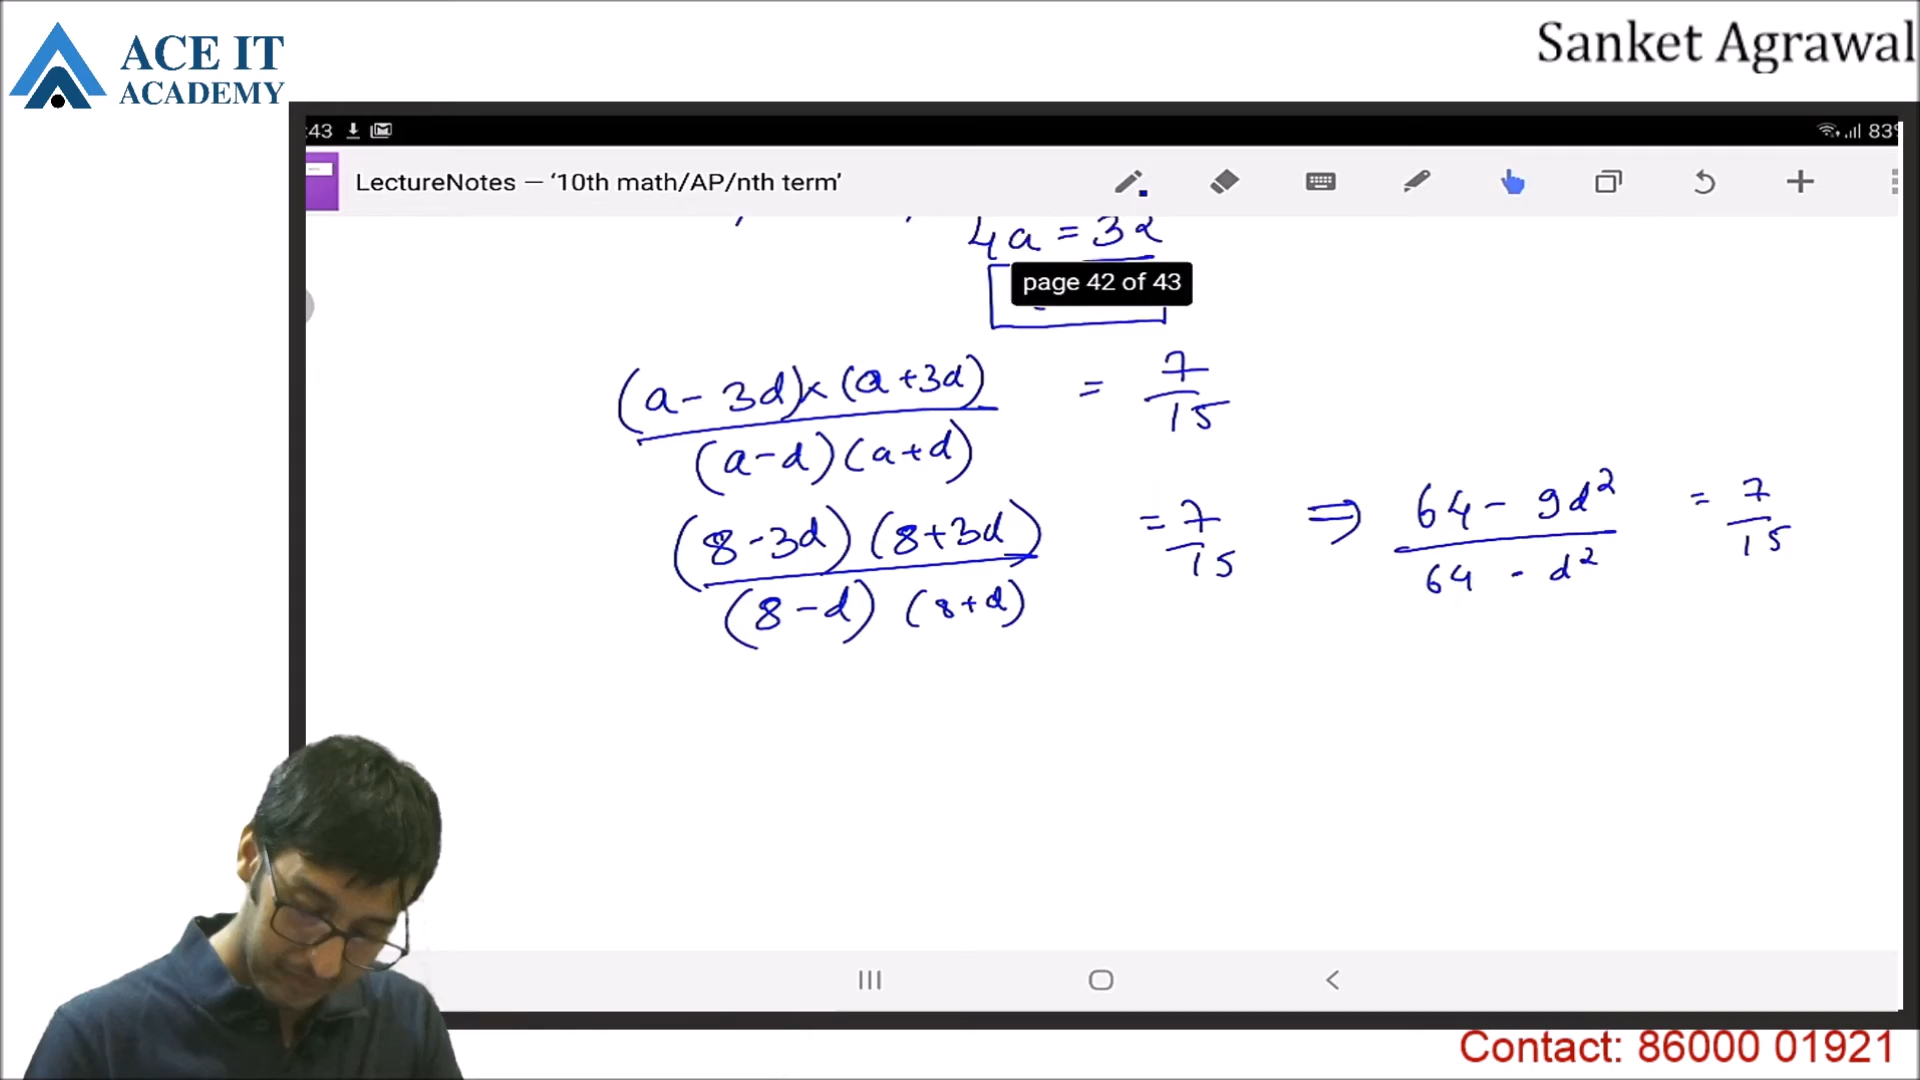 ACE IT
ACADEMY
Sanket Agrawal
:43
83%
LectureNotes – ‘10th math/AP/nth term’
4a = 32
page 42 of 43
(a - 3d) × (a + 3d) / (a - d) (a + d) = 7/15
(8 - 3d) (8 + 3d) / (8 - d) (8 + d) = 7/15 ⇒ 64 - 9d² / 64 - d² = 7/15
Contact: 86000 01921